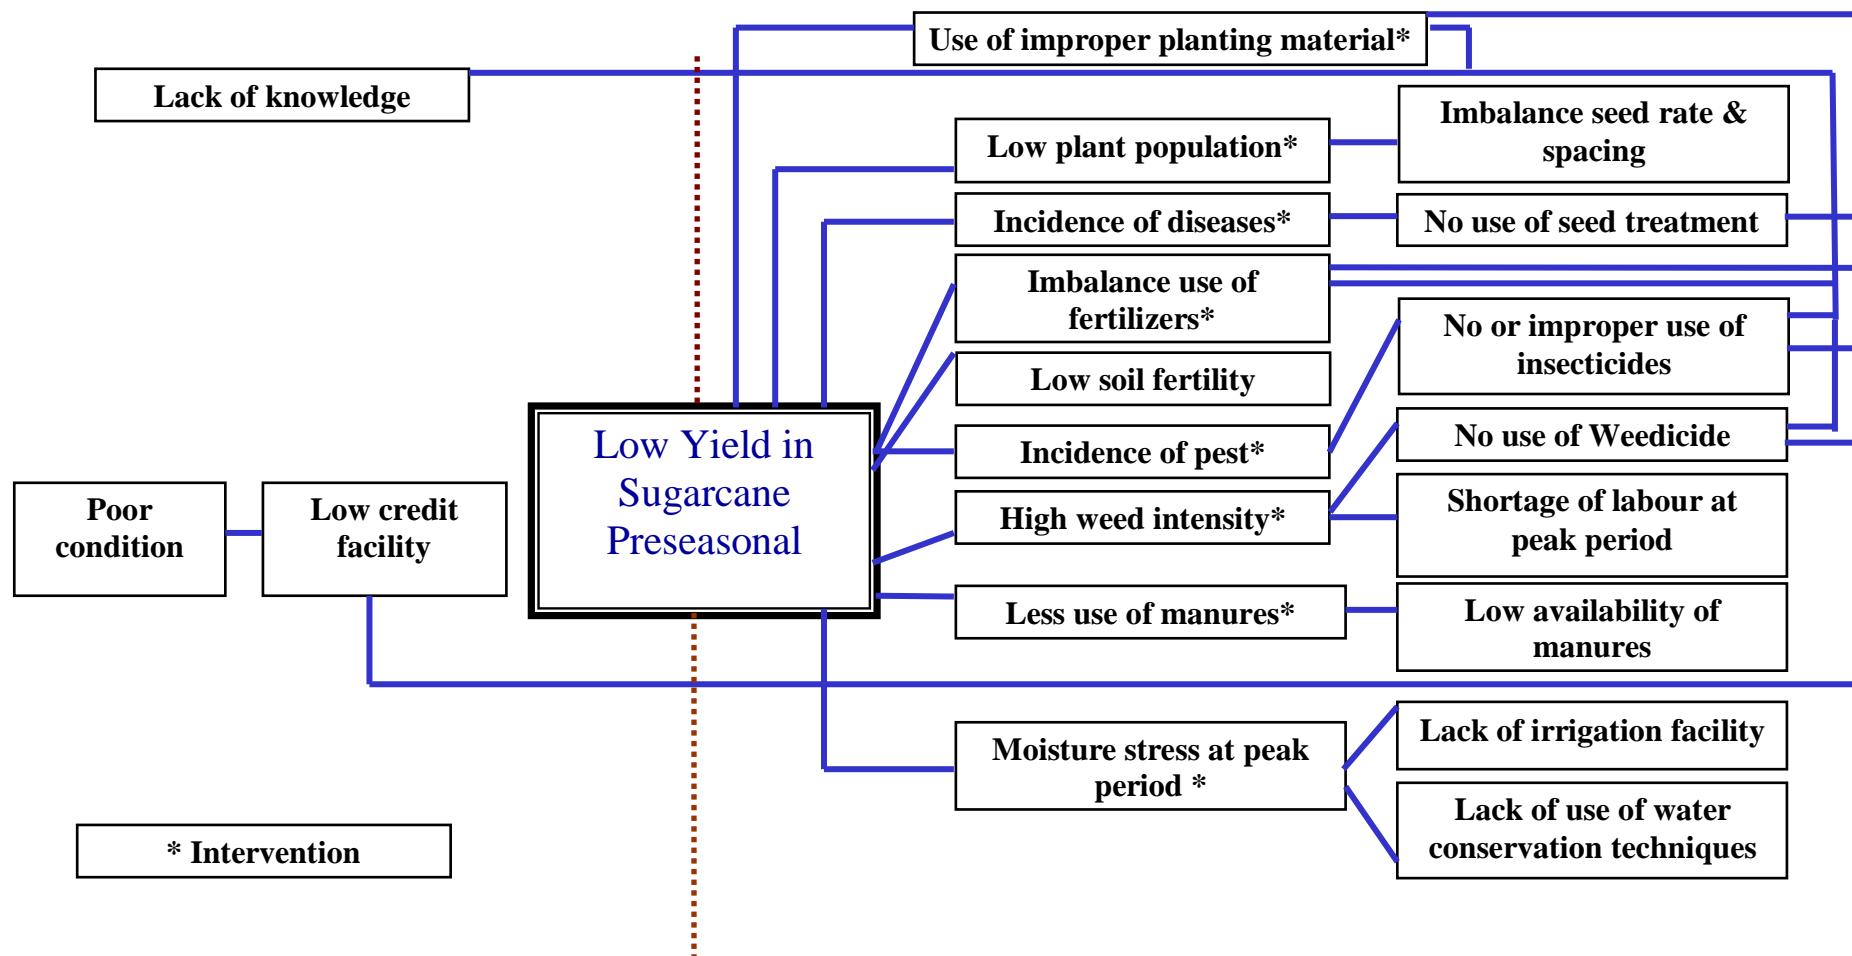 Use of improper planting material*
Lack of knowledge
Imbalance seed rate &
spacing
Low plant population*
Incidence of diseases*
No use of seed treatment
Imbalance use of
fertilizers*
No or improper use of
insecticides
Low soil fertility
Low Yield in
Sugarcane
Preseasonal
Incidence of pest*
No use of Weedicide
Poor
condition
Low credit
facility
High weed intensity*
Shortage of labour at
peak period
Less use of manures*
Low availability of
manures
Moisture stress at peak
period *
Lack of irrigation facility
Lack of use of water
conservation techniques
* Intervention